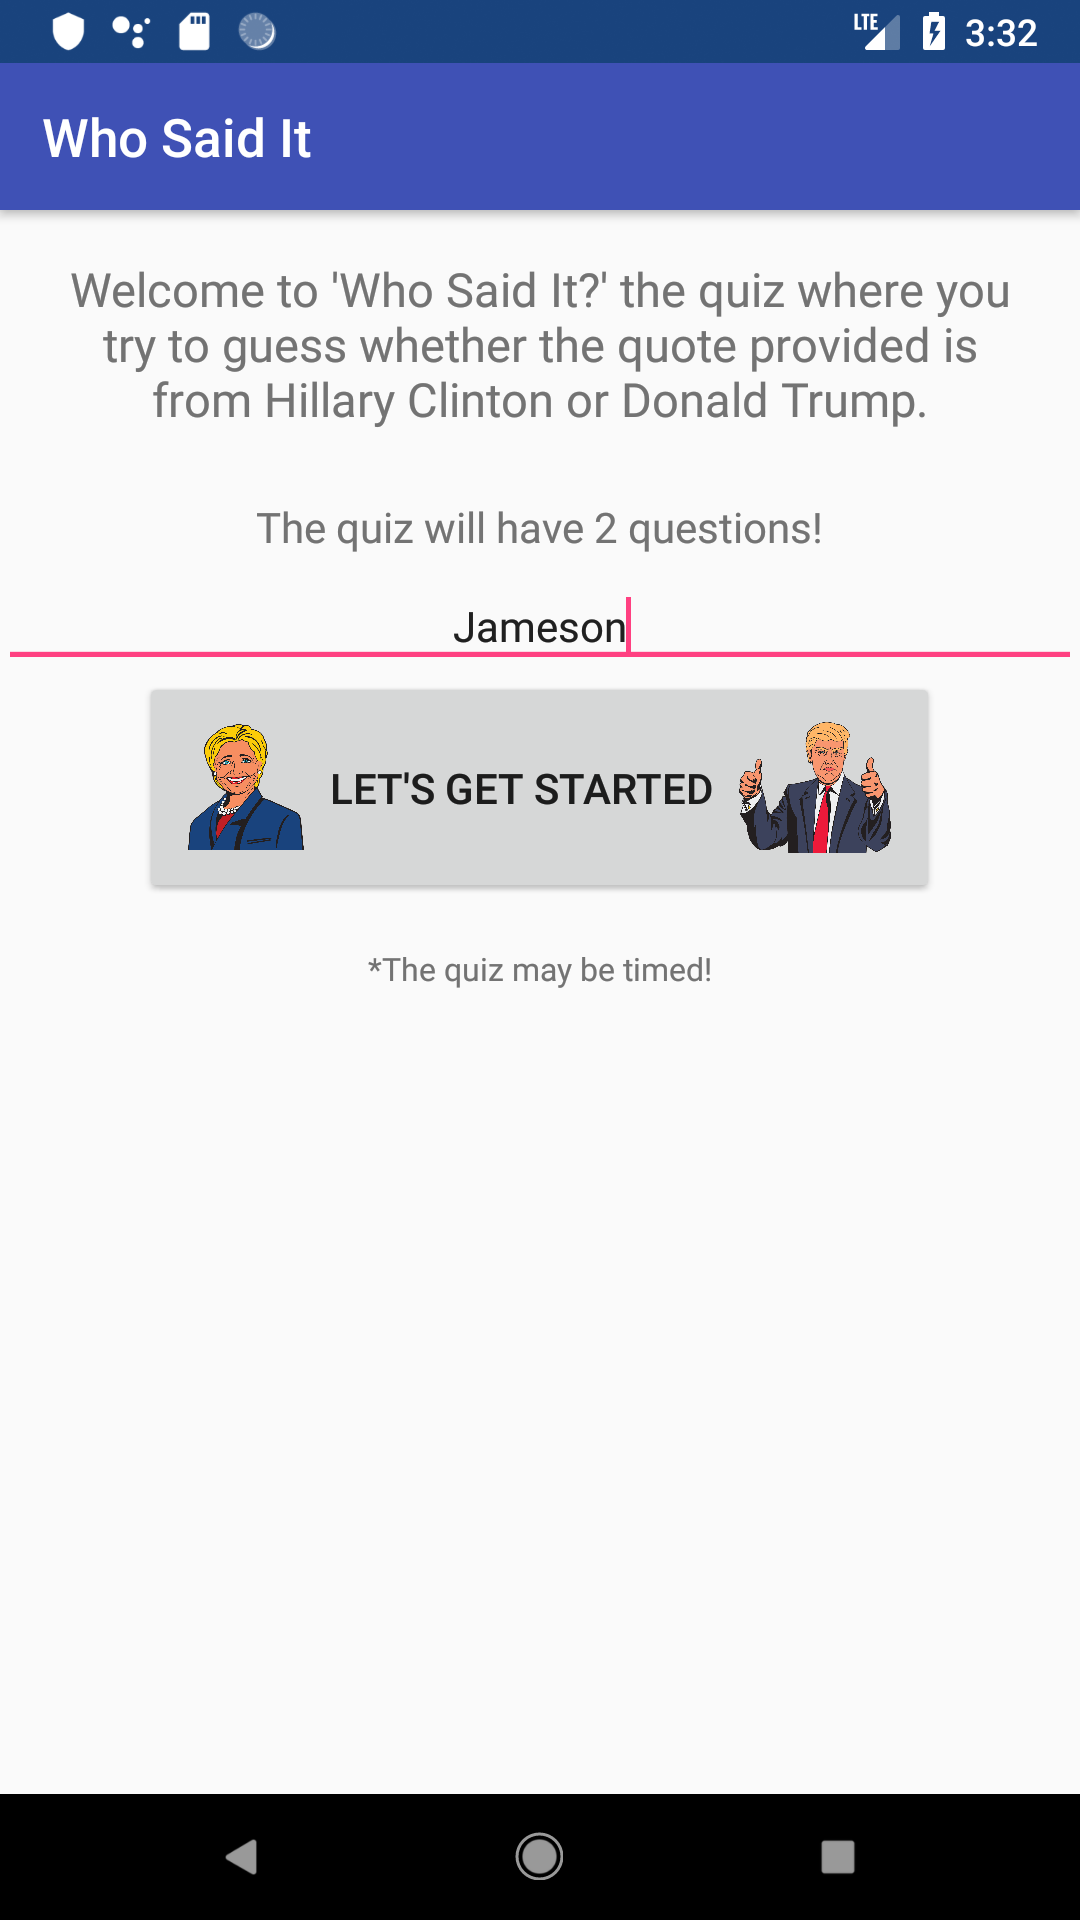 LTE 3:32
Who Said It
Welcome to 'Who Said It?' the quiz where you
try to guess whether the quote provided is
from Hillary Clinton or Donald Trump.
The quiz will have 2 questions!
Jameson
LET'S GET STARTED
*The quiz may be timed!